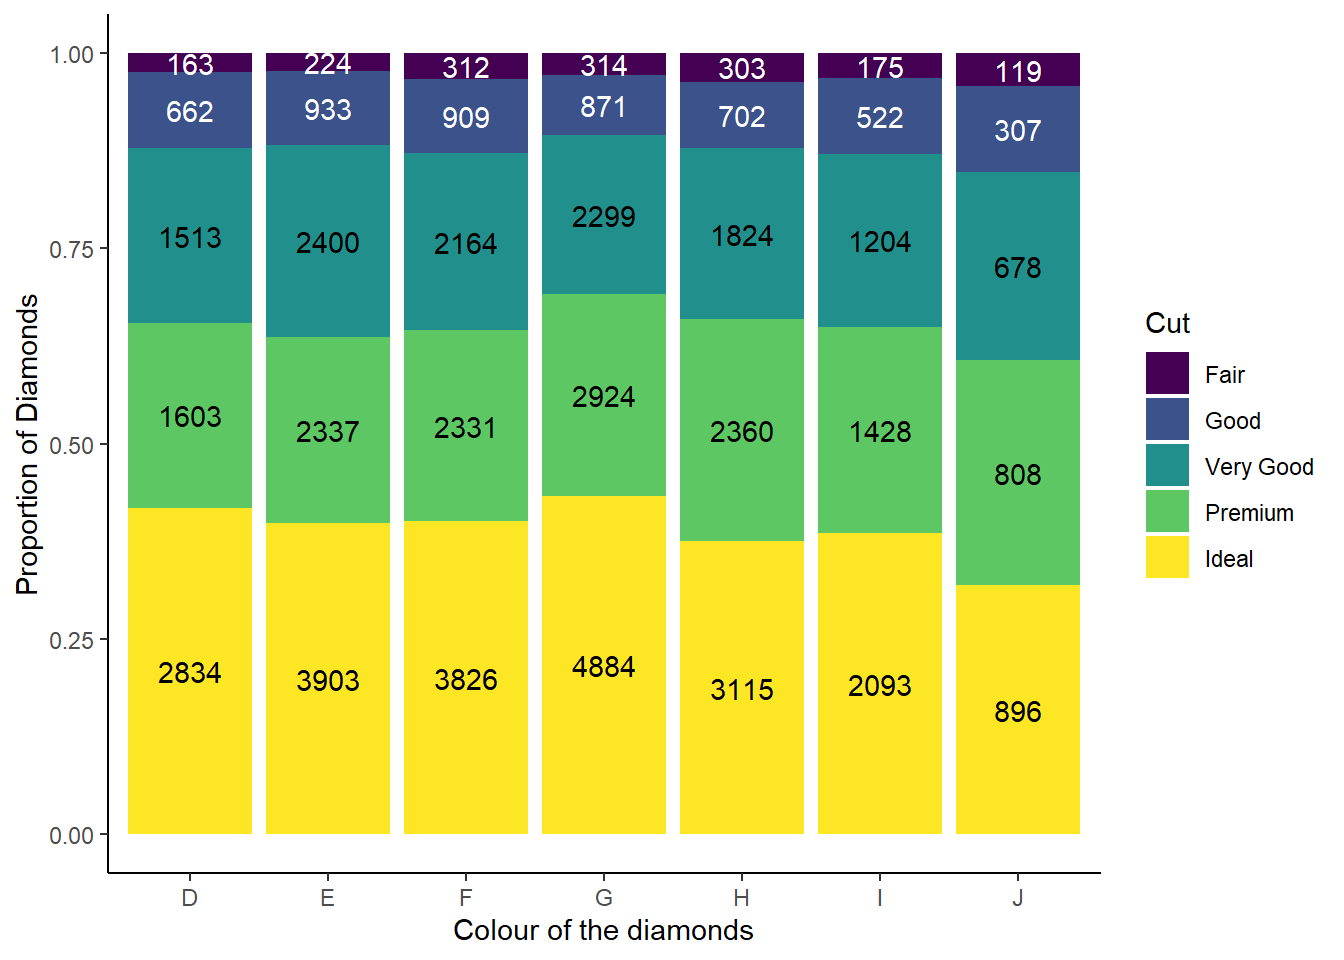 1.00
0.75
0.50
0.25
0.00
Proportion of Diamonds
163 224 312 314 303 175 119
662 933 909 871 702 522 307
1513 2400 2164 2299 1824 1204 678
1603 2337 2331 2924 2360 1428 808
2834 3903 3826 4884 3115 2093 896
D E F G H I J
Colour of the diamonds
Cut
Fair
Good
Very Good
Premium
Ideal